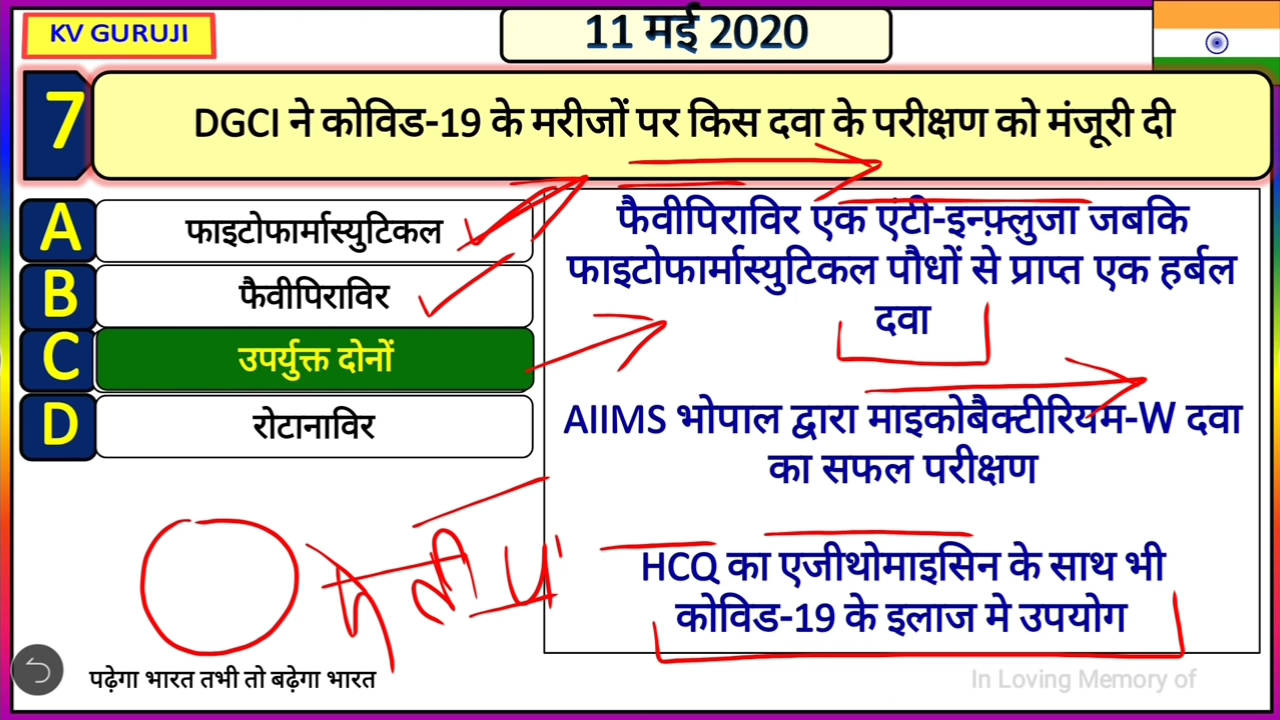 KV GURUJI
11 मई 2020
7
DGCI ने कोविड-19 के मरीजों पर किस दवा के परीक्षण को मंजूरी दी
A
फाइटोफार्मास्युटिकल
B
फैवीपिराविर
C
उपर्युक्त दोनों
D
रोटानाविर
फैवीपिराविर एक एंटी-इन्फ़्लुजा जबकि
फाइटोफार्मास्युटिकल पौधों से प्राप्त एक हर्बल
दवा
AIIMS भोपाल द्वारा माइकोबैक्टीरियम-W दवा
का सफल परीक्षण
HCQ का एजीथोमाइसिन के साथ भी
कोविड-19 के इलाज मे उपयोग
पढ़ेगा भारत तभी तो बढ़ेगा भारत
In Loving Memory of